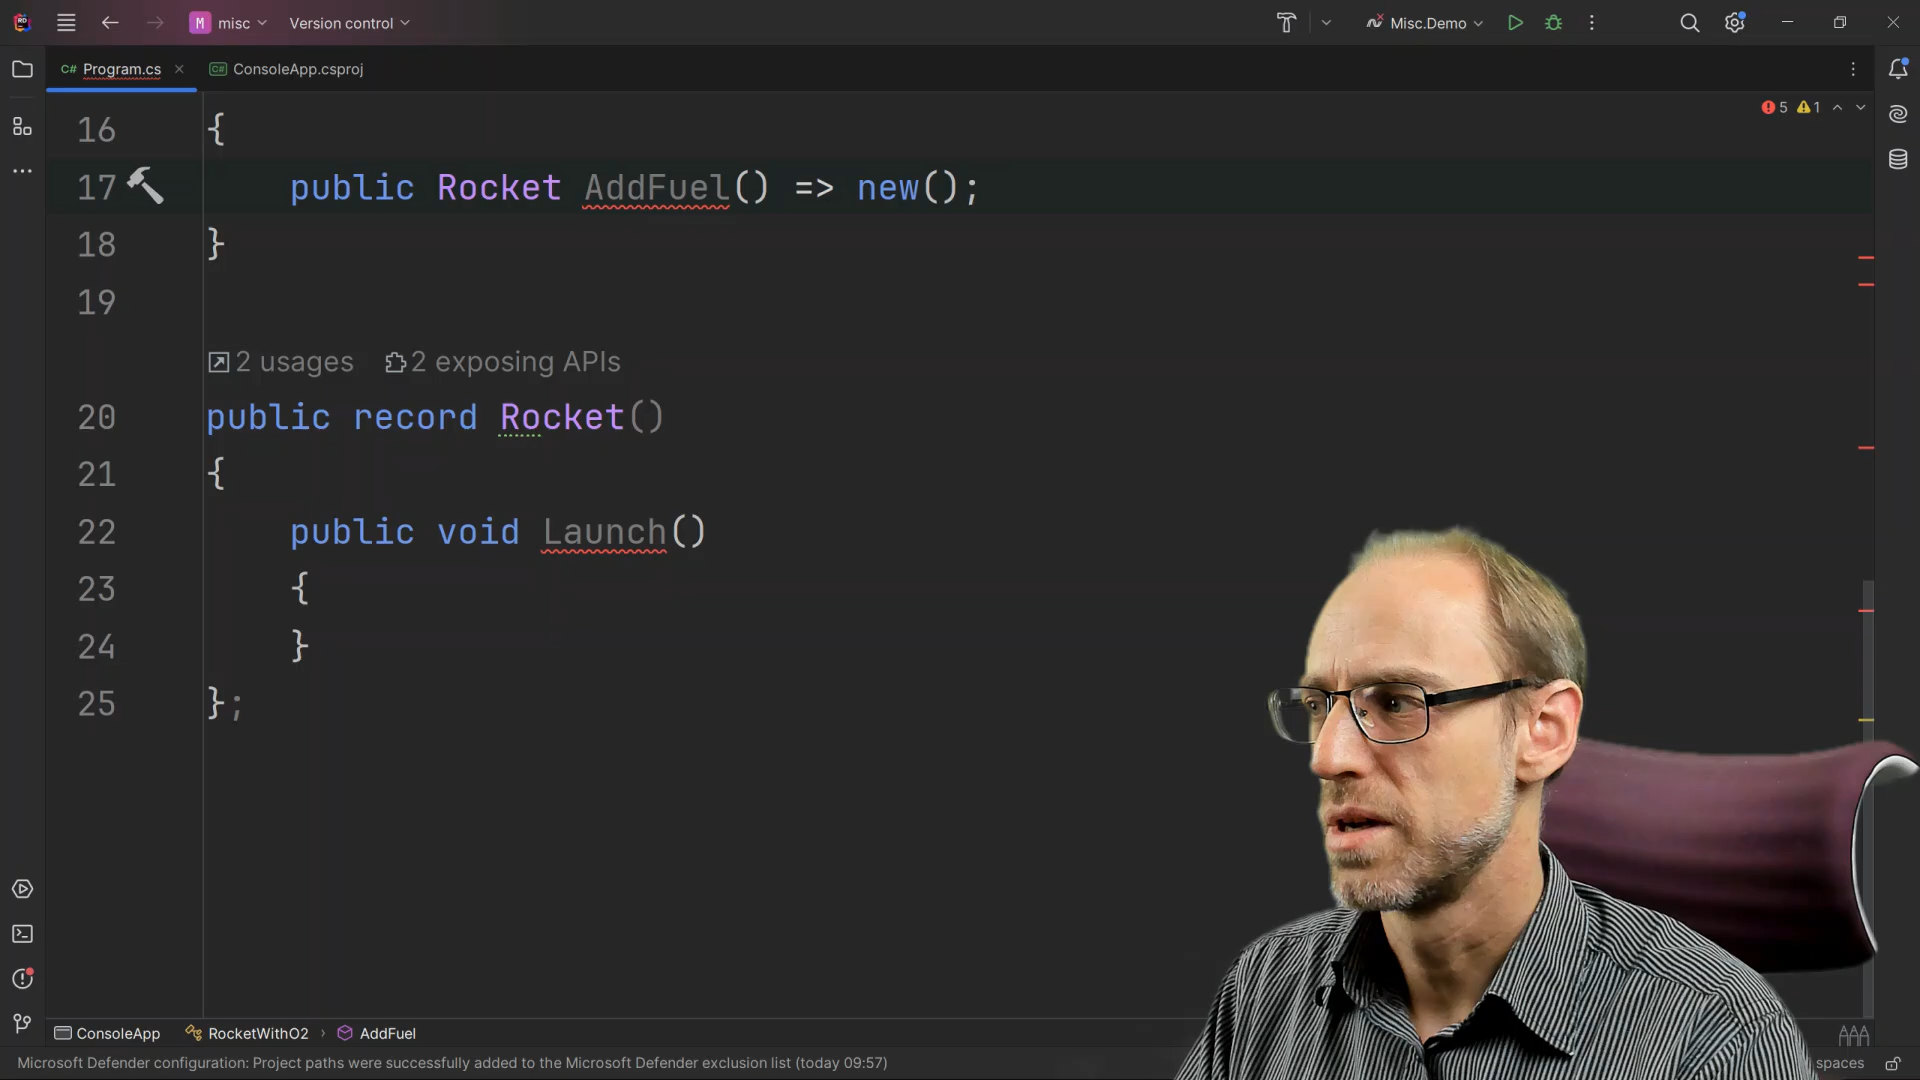 misc
Version control
Misc.Demo
C# Program.cs
C# ConsoleApp.csproj
5
1
16 {
17 public Rocket AddFuel() => new();
18 }
19
2 usages 2 exposing APIs
20 public record Rocket()
21 {
22 public void Launch()
23 {
24 }
25 };
ConsoleApp RocketWithO2 › AddFuel
Microsoft Defender configuration: Project paths were successfully added to the Microsoft Defender exclusion list (today 09:57)
spaces